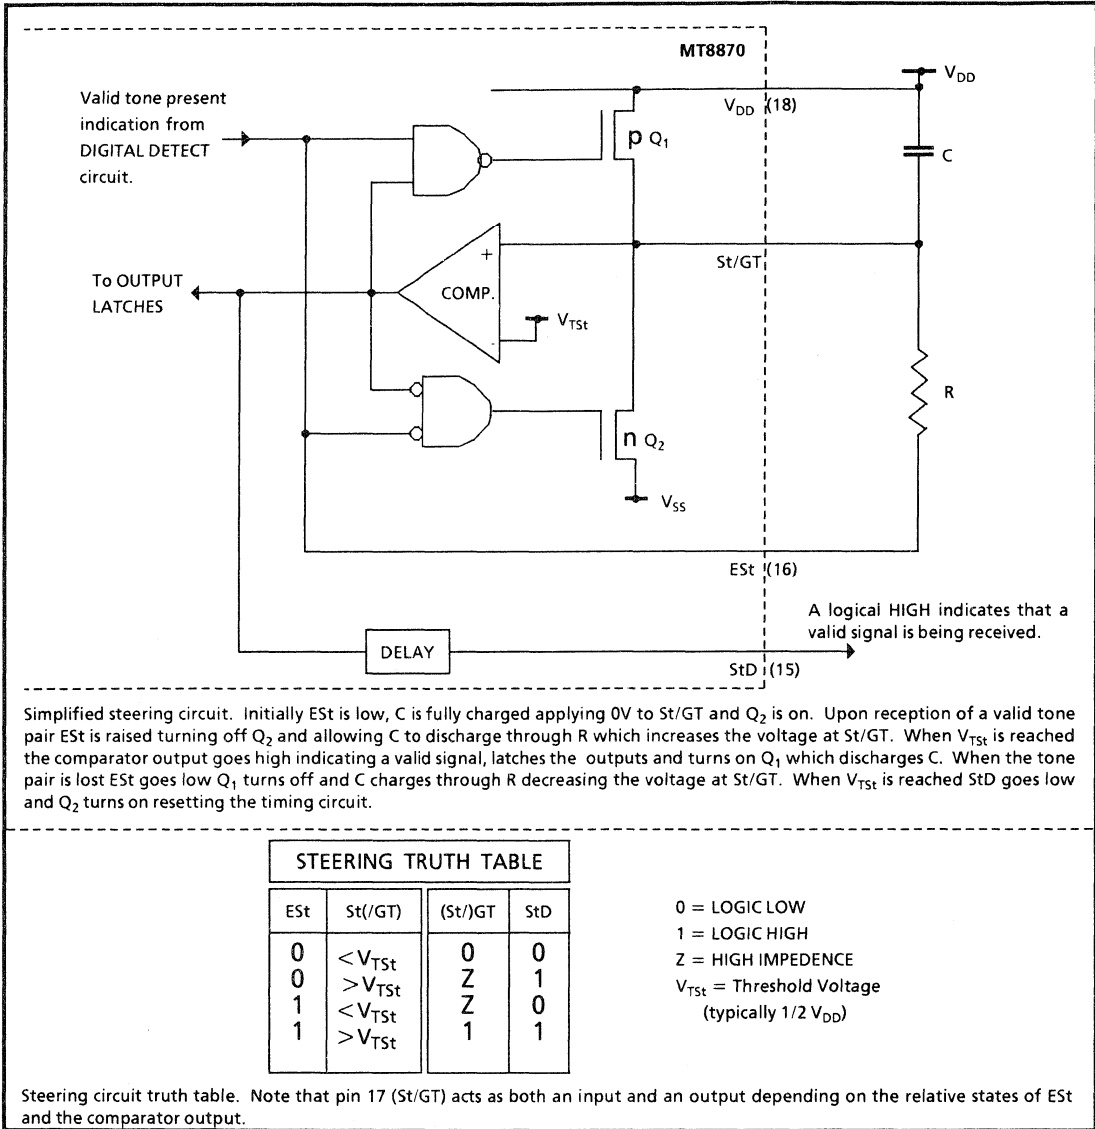 MT8870
V_DD
V_DD (18)
Valid tone present
indication from
DIGITAL DETECT
circuit.
p Q₁
C
+
St/GT
To OUTPUT
LATCHES
COMP.
V_TSt
-
R
n Q₂
V_SS
ESt (16)
A logical HIGH indicates that a
valid signal is being received.
DELAY
StD (15)
Simplified steering circuit. Initially ESt is low, C is fully charged applying 0V to St/GT and Q₂ is on. Upon reception of a valid tone
pair ESt is raised turning off Q₂ and allowing C to discharge through R which increases the voltage at St/GT. When V_TSt is reached
the comparator output goes high indicating a valid signal, latches the outputs and turns on Q₁ which discharges C. When the tone
pair is lost ESt goes low Q₁ turns off and C charges through R decreasing the voltage at St/GT. When V_TSt is reached StD goes low
and Q₂ turns on resetting the timing circuit.
STEERING TRUTH TABLE
ESt St(/GT) (St/)GT StD
0 <V_TSt 0 0
0 >V_TSt Z 1
1 <V_TSt Z 0
1 >V_TSt 1 1
0 = LOGIC LOW
1 = LOGIC HIGH
Z = HIGH IMPEDENCE
V_TSt = Threshold Voltage
(typically 1/2 V_DD)
Steering circuit truth table. Note that pin 17 (St/GT) acts as both an input and an output depending on the relative states of ESt
and the comparator output.